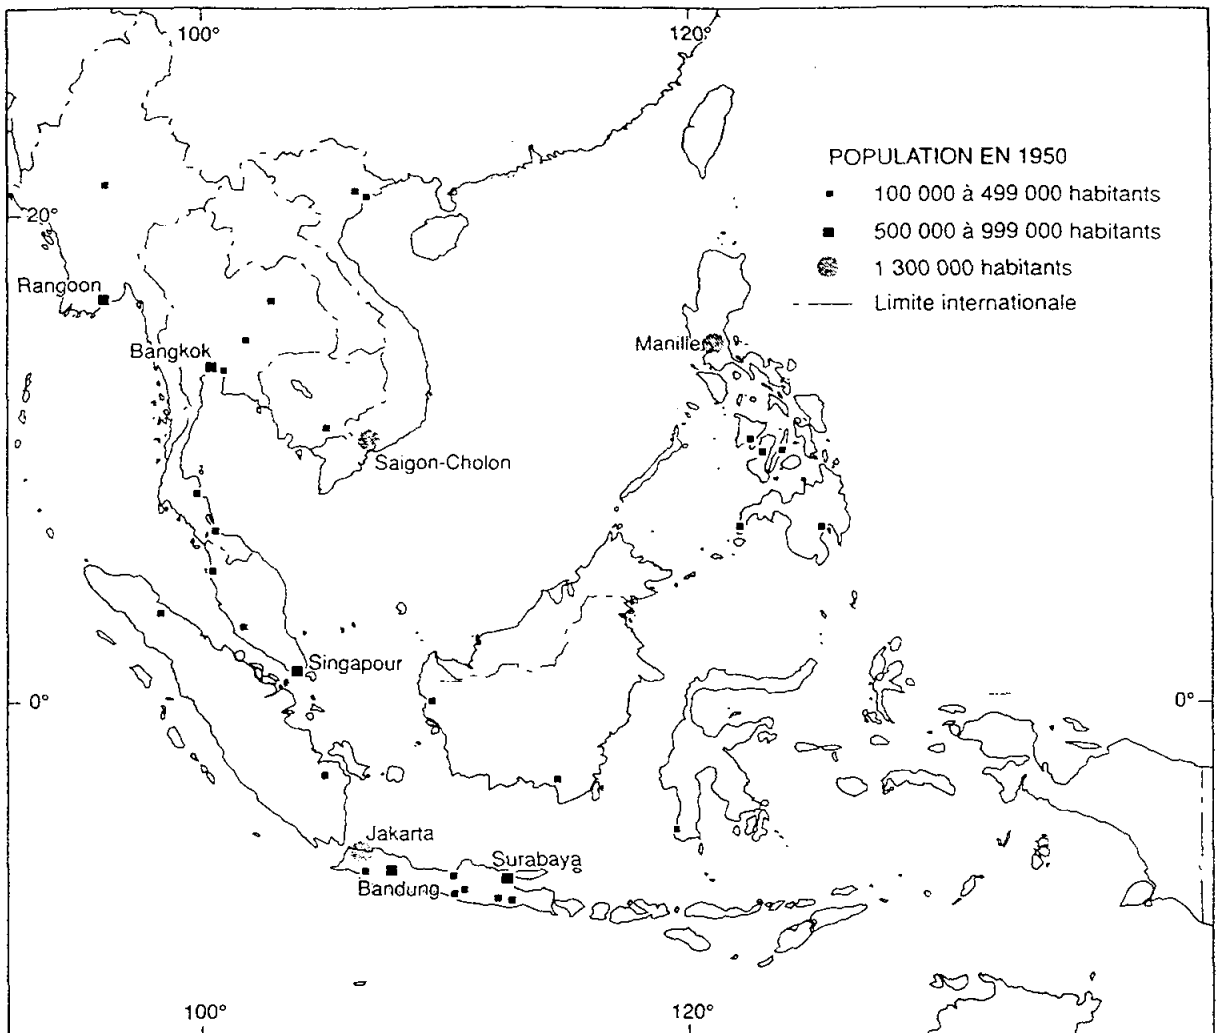 100°
120°
POPULATION EN 1950
100 000 à 499 000 habitants
20°
500 000 à 999 000 habitants
1 300 000 habitants
Rangoon
Limite internationale
Manille
Bangkok
Saigon-Cholon
Singapour
0°
0°
Jakarta
Surabaya
Bandung
100°
120°